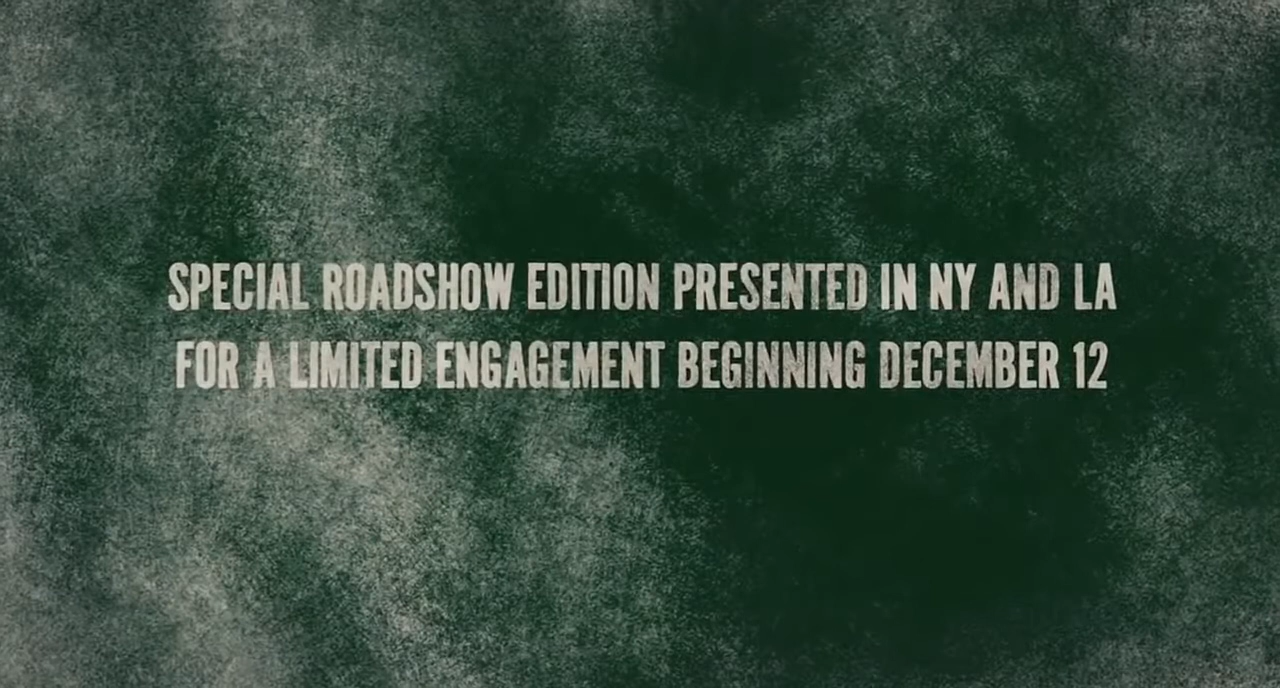 SPECIAL ROADSHOW EDITION PRESENTED IN NY AND LA
FOR A LIMITED ENGAGEMENT BEGINNING DECEMBER 12